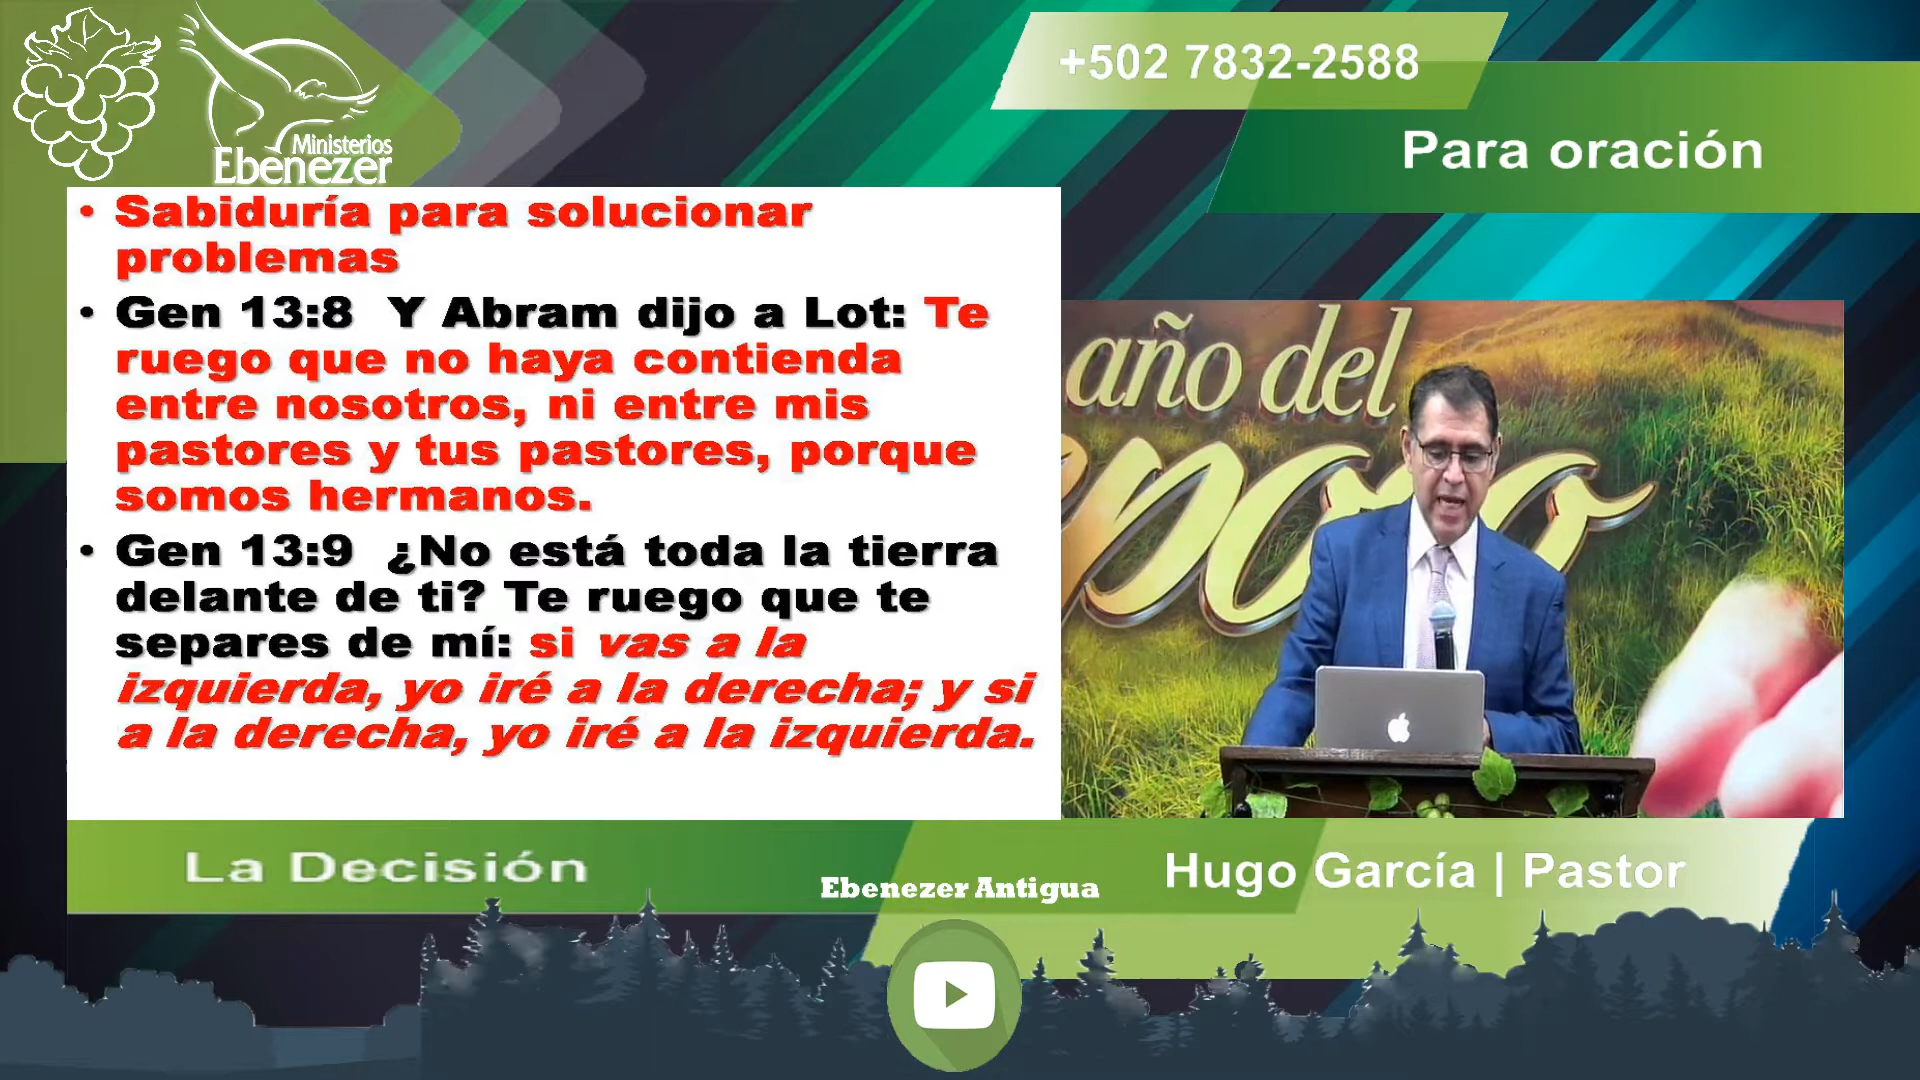 +502 7832-2588
Para oración
Ministerios
Ebenezer
• Sabiduría para solucionar
problemas
• Gen 13:8 Y Abram dijo a Lot: Te
ruego que no haya contienda
entre nosotros, ni entre mis
pastores y tus pastores, porque
somos hermanos.
• Gen 13:9 ¿No está toda la tierra
delante de ti? Te ruego que te
separes de mí: si vas a la
izquierda, yo iré a la derecha; y si
a la derecha, yo iré a la izquierda.
año del
La Decisión
Ebenezer Antigua
Hugo García | Pastor